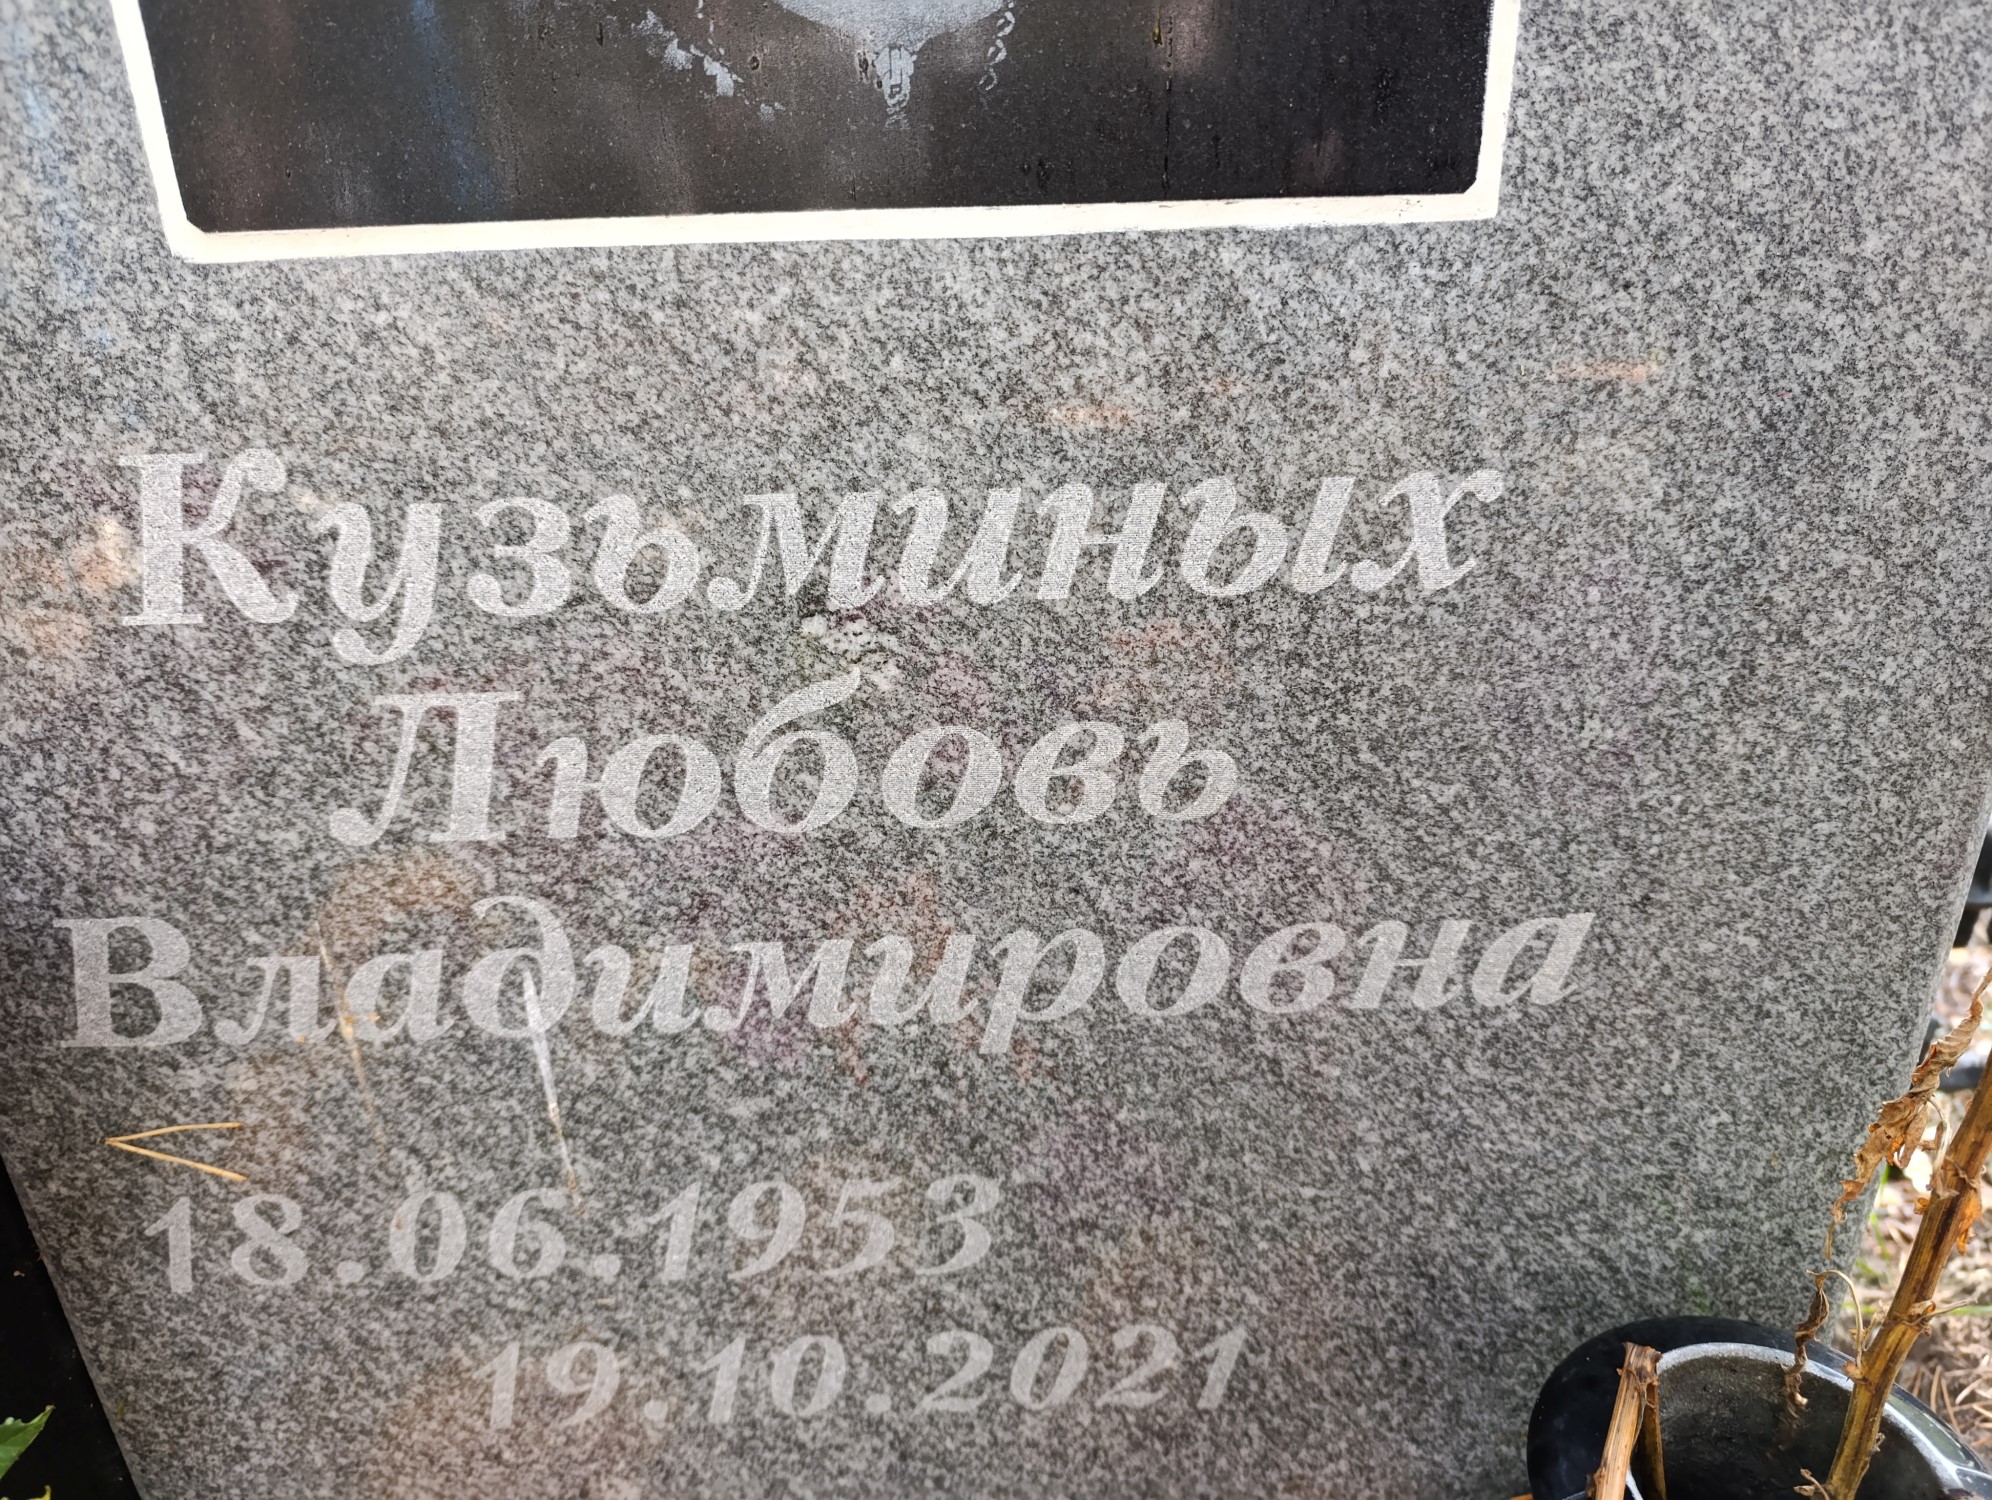 Кузьминых
Любовь
Владимировна
18.06.1953
19.10.2021